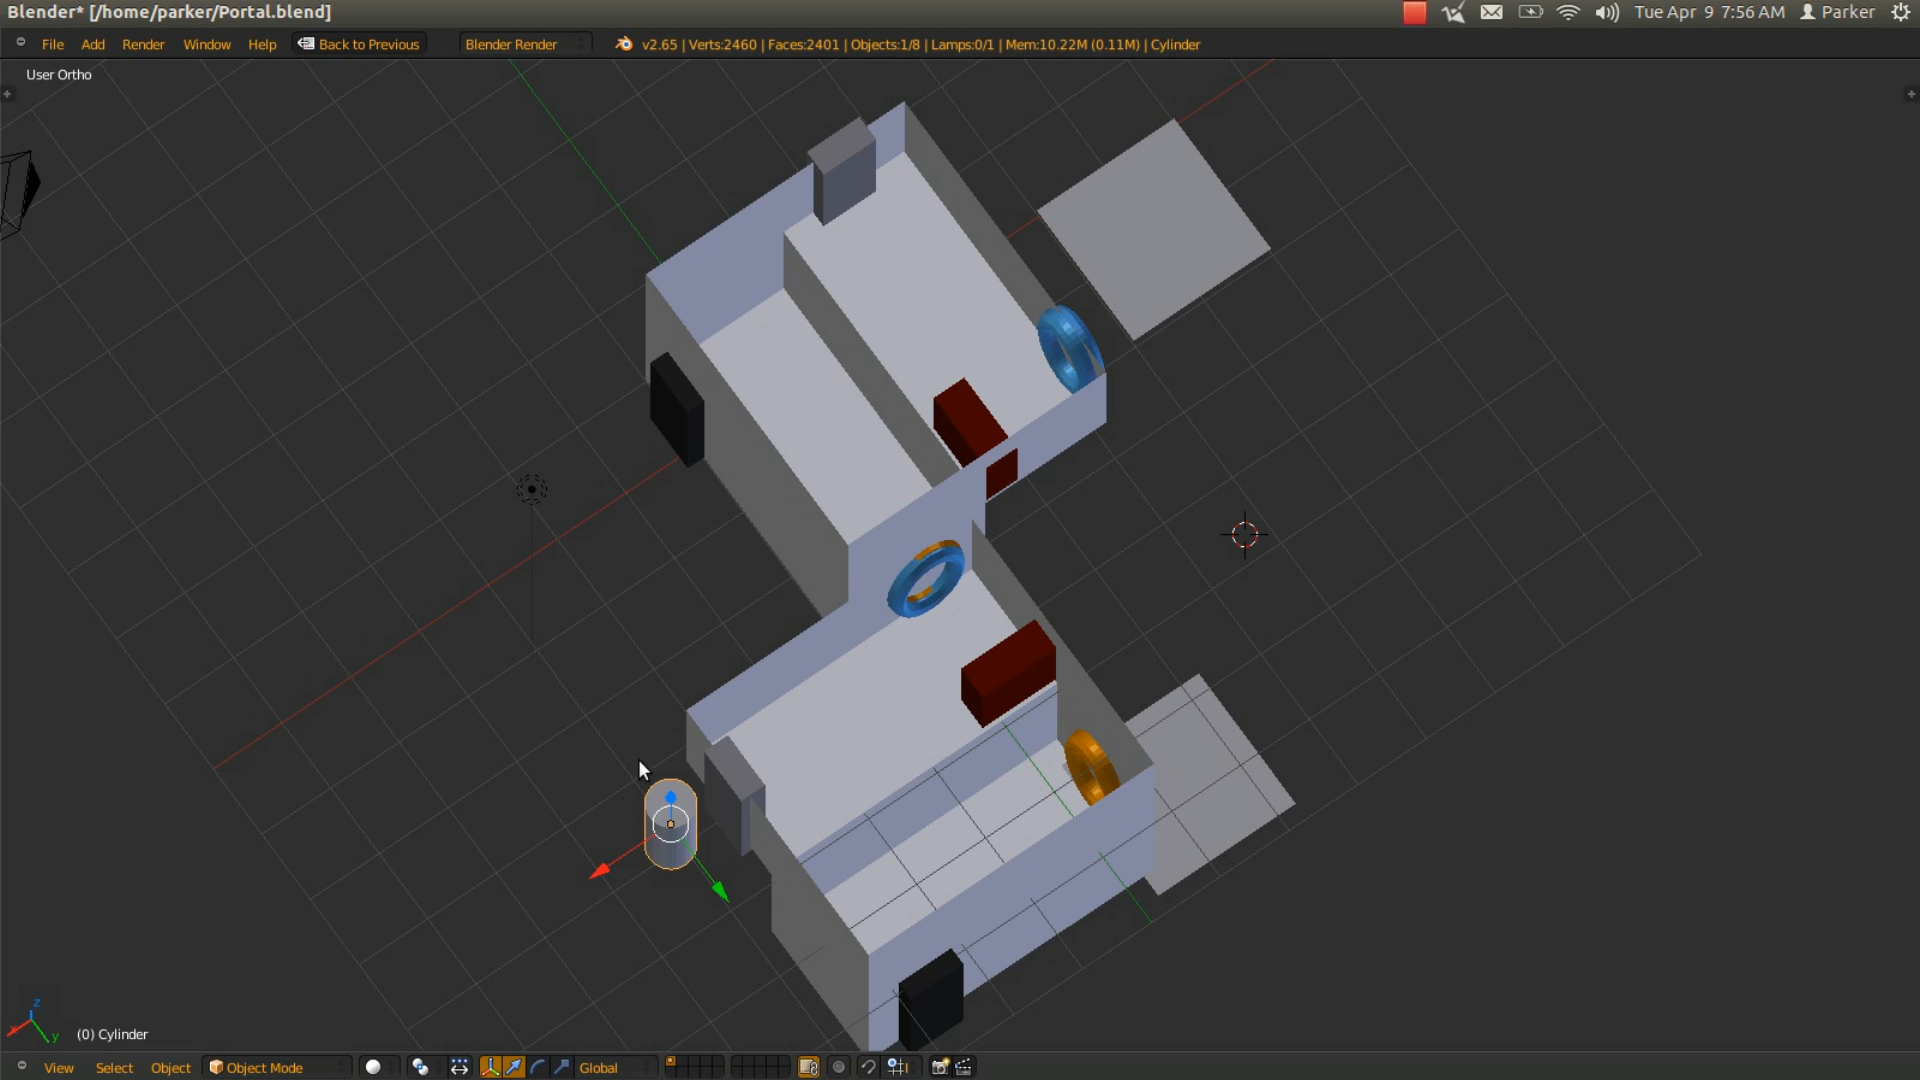 Blender* [/home/parker/Portal.blend]
Tue Apr 9 7:56 AM Parker
File Add Render Window Help Back to Previous Blender Render v2.65 | Verts:2460 | Faces:2401 | Objects:1/8 | Lamps:0/1 | Mem:10.22M (0.11M) | Cylinder
User Ortho
z
x y
(0) Cylinder
View Select Object Object Mode Global